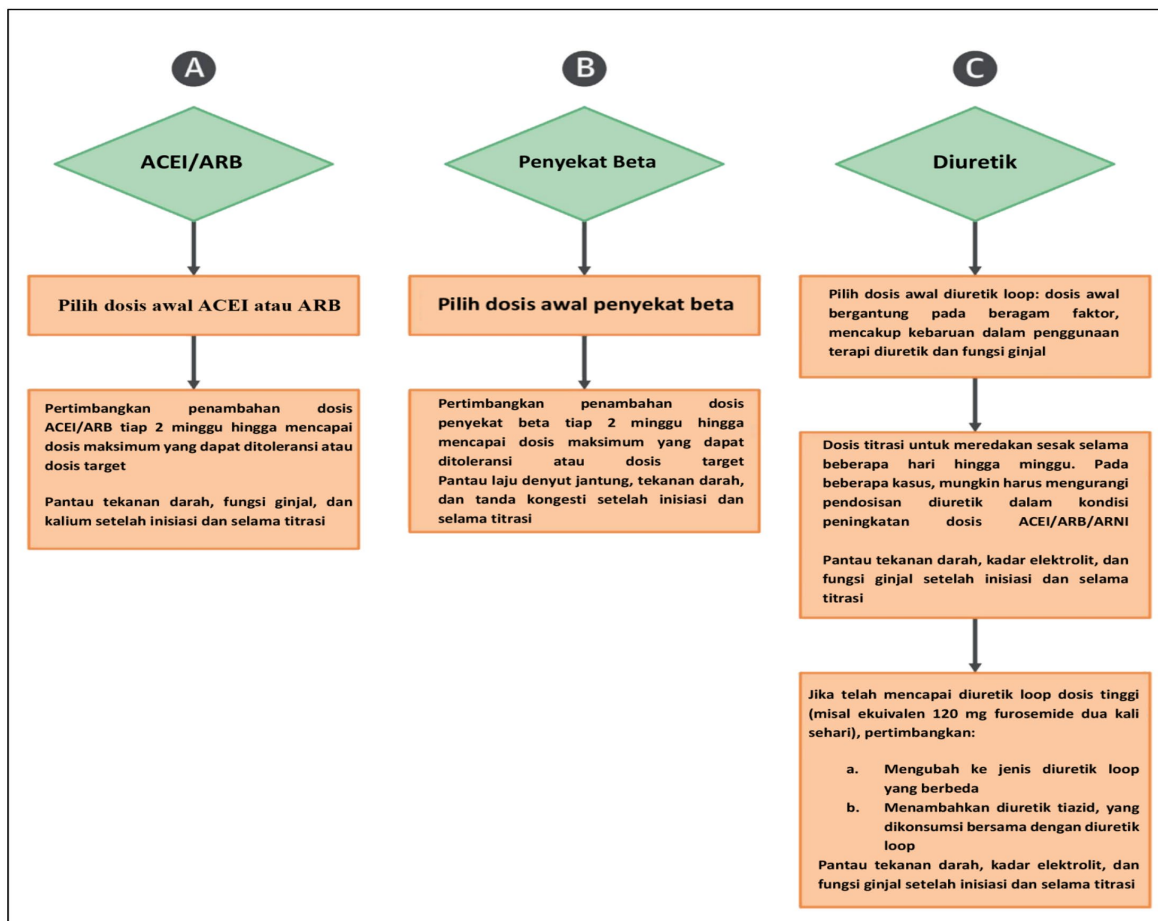 A
ACEI/ARB
Pilih dosis awal ACEI atau ARB
Pertimbangkan penambahan dosis
ACEI/ARB tiap 2 minggu hingga mencapai
dosis maksimum yang dapat ditoleransi atau
dosis target
Pantau tekanan darah, fungsi ginjal, dan
kalium setelah inisiasi dan selama titrasi
B
Penyekat Beta
Pilih dosis awal penyekat beta
Pertimbangkan penambahan dosis
penyekat beta tiap 2 minggu hingga
mencapai dosis maksimum yang dapat
ditoleransi atau dosis target
Pantau laju denyut jantung, tekanan darah,
dan tanda kongesti setelah inisiasi dan
selama titrasi
C
Diuretik
Pilih dosis awal diuretik loop: dosis awal
bergantung pada beragam faktor,
mencakup kebaruan dalam penggunaan
terapi diuretik dan fungsi ginjal
Dosis titrasi untuk meredakan sesak selama
beberapa hari hingga minggu. Pada
beberapa kasus, mungkin harus mengurangi
pendosisan diuretik dalam kondisi
peningkatan dosis ACEI/ARB/ARNI
Pantau tekanan darah, kadar elektrolit, dan
fungsi ginjal setelah inisiasi dan selama
titrasi
Jika telah mencapai diuretik loop dosis tinggi
(misal ekuivalen 120 mg furosemide dua kali
sehari), pertimbangkan:
a. Mengubah ke jenis diuretik loop
yang berbeda
b. Menambahkan diuretik tiazid, yang
dikonsumsi bersama dengan diuretik
loop
Pantau tekanan darah, kadar elektrolit, dan
fungsi ginjal setelah inisiasi dan selama titrasi